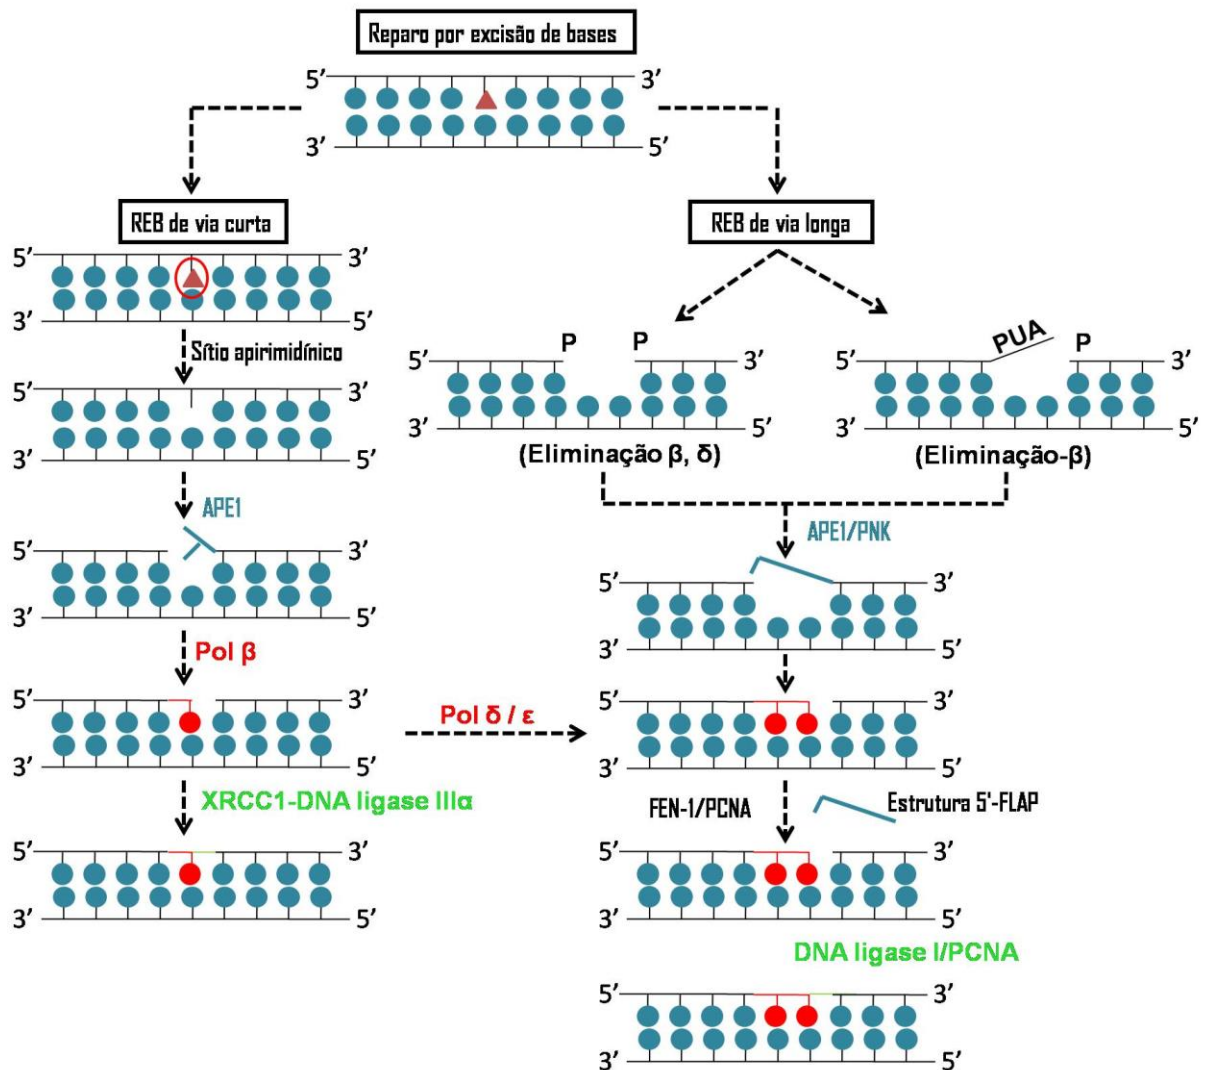 Reparo por excisão de bases
5’ 3’
3’ 5’
REB de via curta
5’ 3’
3’ 5’
Sítio apirimidínico
5’ 3’
3’ 5’
APE1
5’ 3’
3’ 5’
Pol β
5’ 3’
3’ 5’
Pol δ / ε
XRCC1-DNA ligase IIIα
5’ 3’
3’ 5’
REB de via longa
P P
5’ 3’
3’ 5’
(Eliminação β, δ)
PUA P
5’ 3’
3’ 5’
(Eliminação-β)
APE1/PNK
5’ 3’
3’ 5’
5’ 3’
3’ 5’
FEN-1/PCNA
Estrutura 5'-FLAP
5’ 3’
3’ 5’
DNA ligase I/PCNA
5’ 3’
3’ 5’